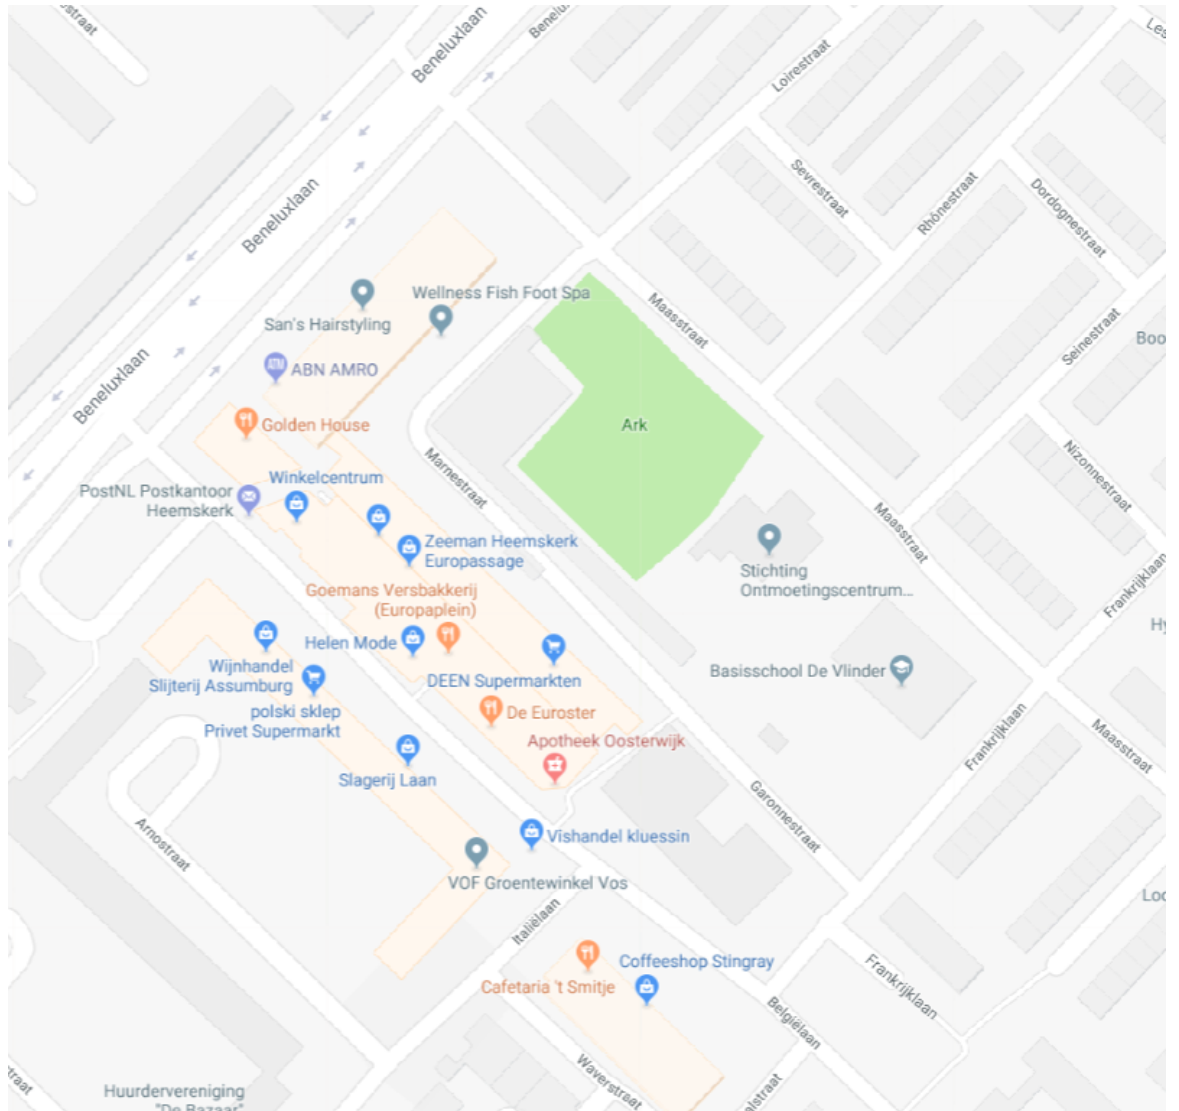 Beneluxlaan
Loirestraat
Sevrestraat
Rhônestraat
Dordognestraat
Beneluxlaan
San's Hairstyling
Wellness Fish Foot Spa
Maasstraat
Seinestraat
ABN AMRO
Beneluxlaan
Golden House
Ark
Marnestraat
Nizonnestraat
Winkelcentrum
PostNL Postkantoor
Heemskerk
Zeeman Heemskerk
Europassage
Maasstraat
Stichting
Ontmoetingscentrum...
Frankrijklaan
Goemans Versbakkerij
(Europaplein)
Helen Mode
DEEN Supermarkten
Basisschool De Vlinder
Wijnhandel
Slijterij Assumburg
polski sklep
Privet Supermarkt
De Euroster
Apotheek Oosterwijk
Frankrijklaan
Maasstraat
Slagerij Laan
Garonnestraat
Arnostraat
Vishandel kluessin
VOF Groentewinkel Vos
Italiëlaan
Coffeeshop Stingray
Cafetaria 't Smitje
Frankrijklaan
Belgiëlaan
Waverstraat
Huurdervereniging
"De Bazaar"